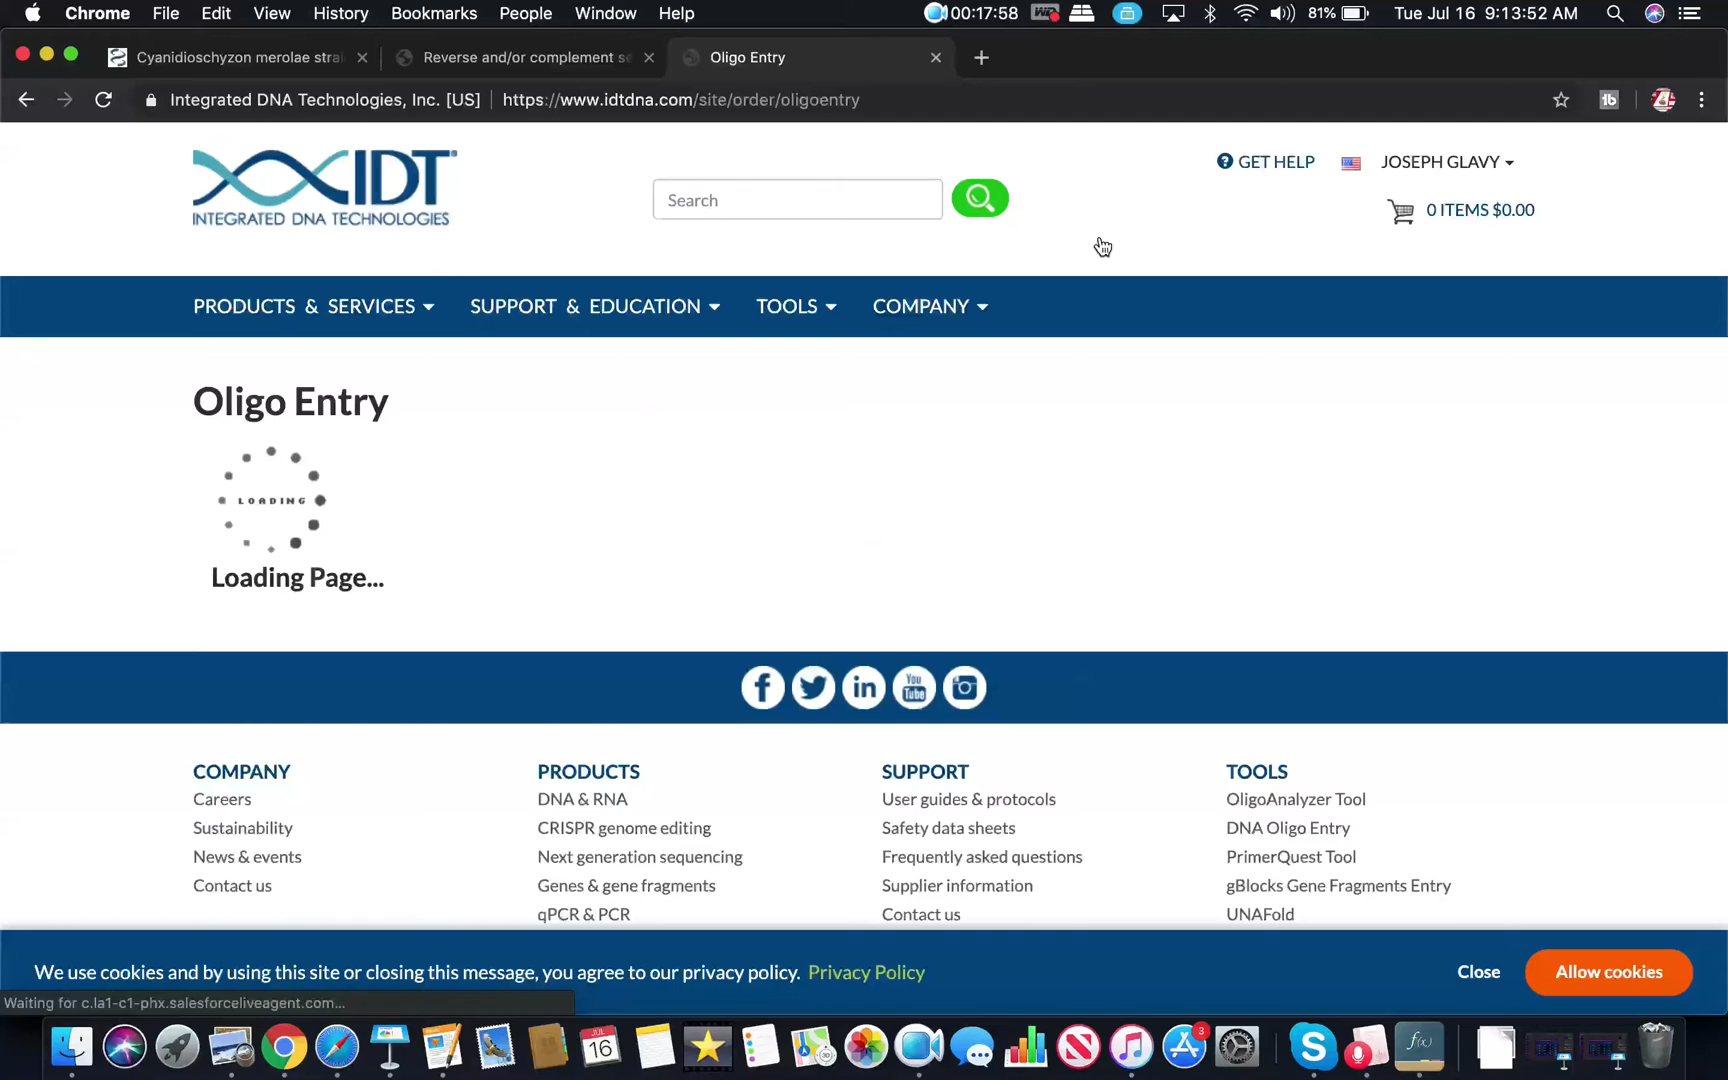 Chrome File Edit View History Bookmarks People Window Help 00:17:58 81% Tue Jul 16 9:13:52 AM
Cyanidioschyzon merolae strai Reverse and/or complement se Oligo Entry
Integrated DNA Technologies, Inc. [US] https://www.idtdna.com/site/order/oligoentry
IDT
INTEGRATED DNA TECHNOLOGIES
Search
GET HELP JOSEPH GLAVY
0 ITEMS $0.00
PRODUCTS & SERVICES SUPPORT & EDUCATION TOOLS COMPANY
Oligo Entry
LOADING
Loading Page...
You
Tube
COMPANY PRODUCTS SUPPORT TOOLS
Careers DNA & RNA User guides & protocols OligoAnalyzer Tool
Sustainability CRISPR genome editing Safety data sheets DNA Oligo Entry
News & events Next generation sequencing Frequently asked questions PrimerQuest Tool
Contact us Genes & gene fragments Supplier information gBlocks Gene Fragments Entry
qPCR & PCR Contact us UNAFold
We use cookies and by using this site or closing this message, you agree to our privacy policy. Privacy Policy Close Allow cookies
Waiting for c.la1-c1-phx.salesforceliveagent.com...
JUL
16
3
f(x)